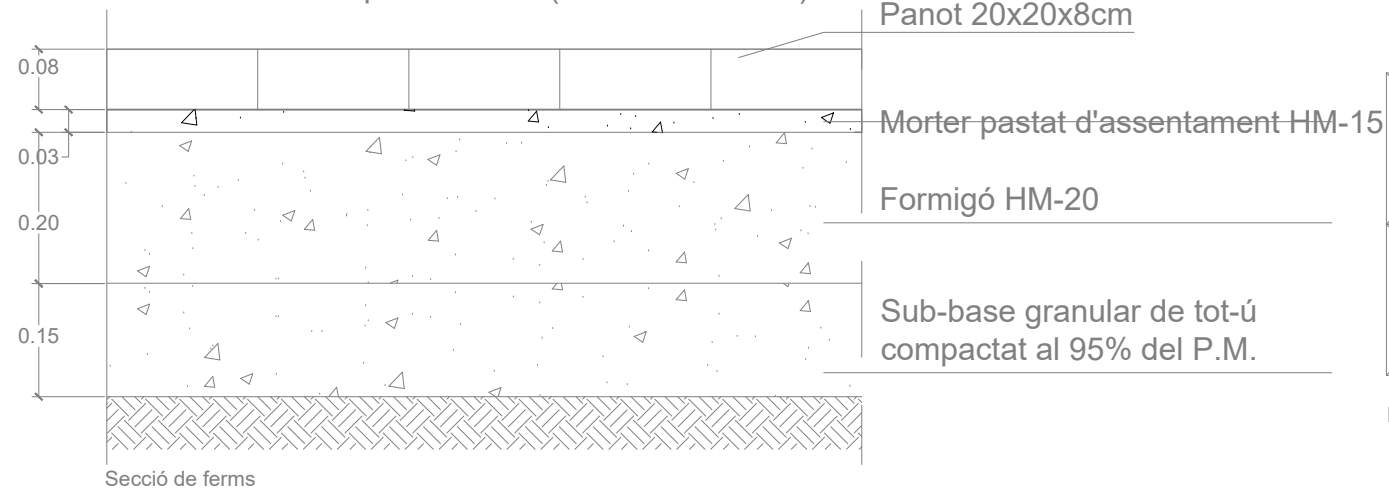 Panot 20x20x8cm
0.08
Morter pastat d'assentament HM-15
0.03
Formigó HM-20
0.20
Sub-base granular de tot-ú
compactat al 95% del P.M.
0.15
Secció de ferms